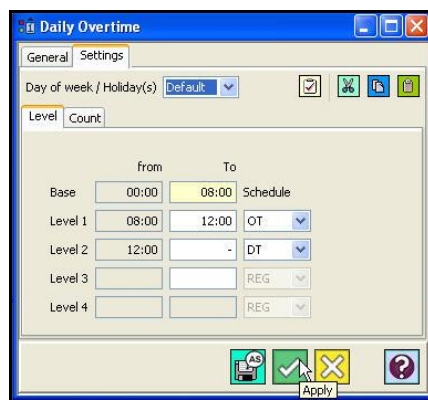 Daily Overtime
General Settings
Day of week / Holiday(s) Default
Level Count
from To
Base 00:00 08:00 Schedule
Level 1 08:00 12:00 OT
Level 2 12:00 - DT
Level 3 REG
Level 4 REG
AS
?
Apply